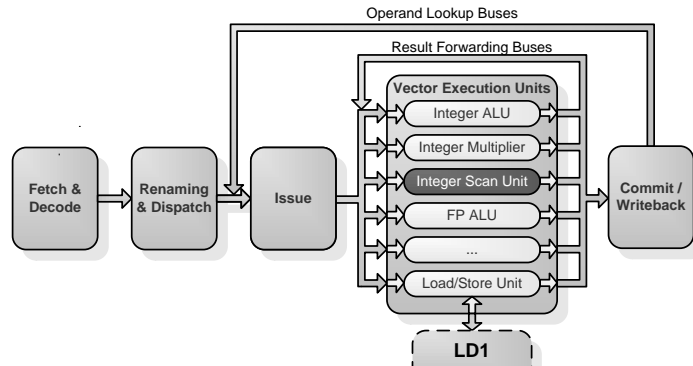 Operand Lookup Buses
Result Forwarding Buses
Vector Execution Units
Integer ALU
Integer Multiplier
Integer Scan Unit
FP ALU
...
Load/Store Unit
Fetch &
Decode
Renaming
& Dispatch
Issue
Commit /
Writeback
LD1